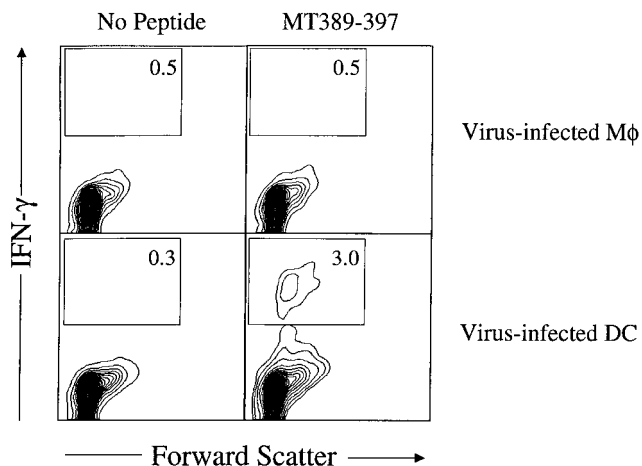 No Peptide
MT389-397
0.5
0.5
Virus-infected Mϕ
0.3
3.0
Virus-infected DC
IFN-γ
Forward Scatter